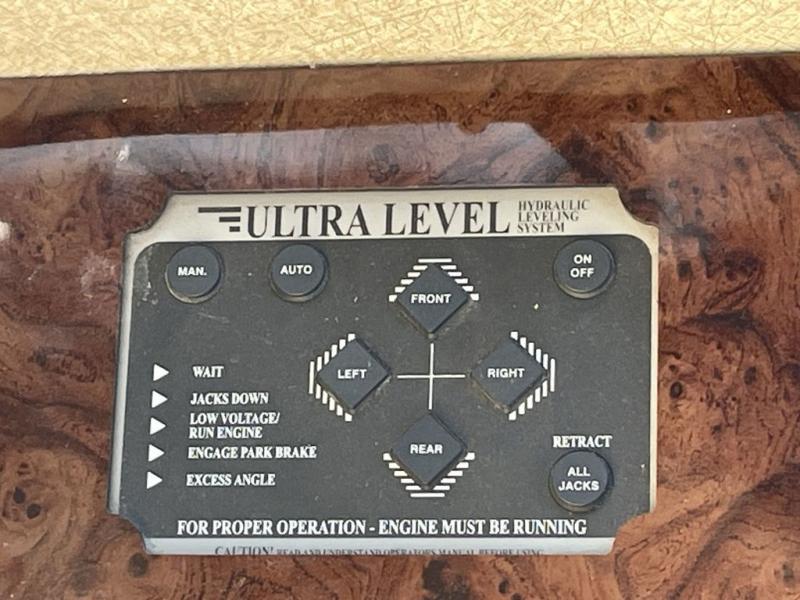 ULTRA LEVEL
HYDRAULIC
LEVELING
SYSTEM
MAN.
AUTO
ON
OFF
FRONT
LEFT
RIGHT
REAR
WAIT
JACKS DOWN
LOW VOLTAGE/
RUN ENGINE
ENGAGE PARK BRAKE
EXCESS ANGLE
RETRACT
ALL
JACKS
FOR PROPER OPERATION - ENGINE MUST BE RUNNING
CAUTION! READ AND UNDERSTAND OPERATORS MANUAL BEFORE USING